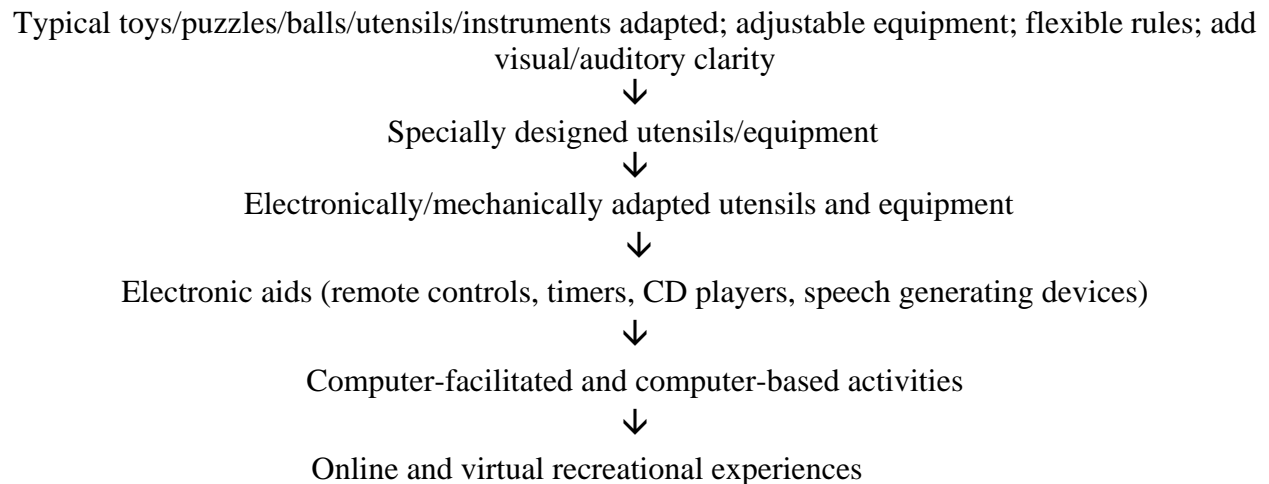 Typical toys/puzzles/balls/utensils/instruments adapted; adjustable equipment; flexible rules; add
visual/auditory clarity
Specially designed utensils/equipment
Electronically/mechanically adapted utensils and equipment
Electronic aids (remote controls, timers, CD players, speech generating devices)
Computer-facilitated and computer-based activities
Online and virtual recreational experiences